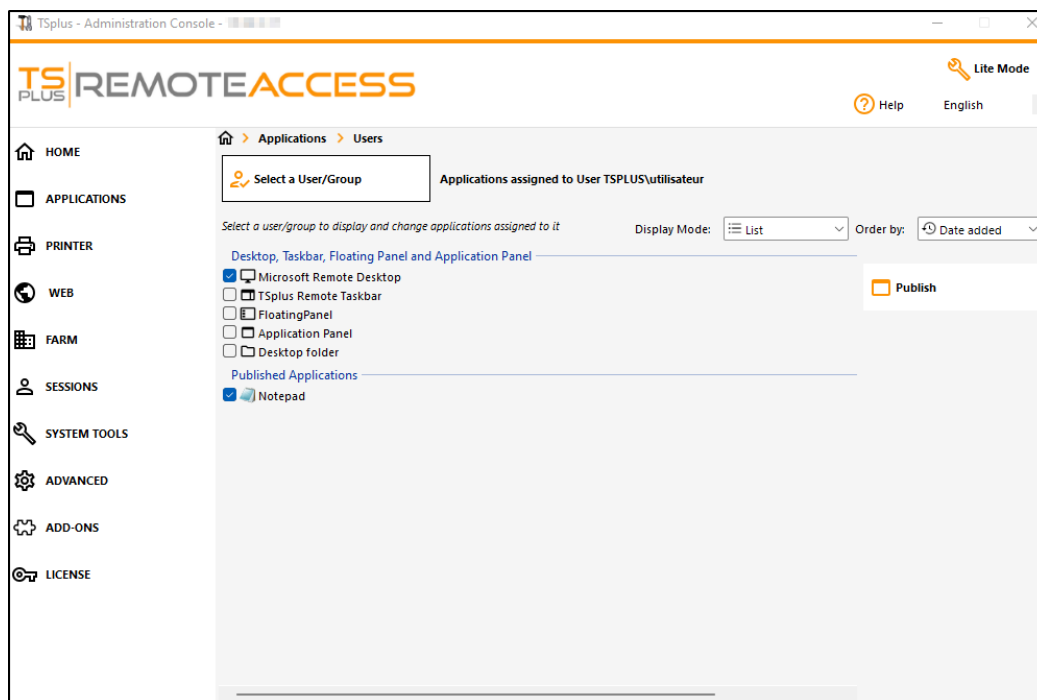 TSplus - Administration Console -
TS PLUS REMOTEACCESS
Lite Mode
Help English
HOME
APPLICATIONS
PRINTER
WEB
FARM
SESSIONS
SYSTEM TOOLS
ADVANCED
ADD-ONS
LICENSE
Applications Users
Select a User/Group Applications assigned to User TSPLUS\utilisateur
Select a user/group to display and change applications assigned to it Display Mode: List Order by: Date added
Desktop, Taskbar, Floating Panel and Application Panel
Microsoft Remote Desktop
TSplus Remote Taskbar
FloatingPanel
Application Panel
Desktop folder
Published Applications
Notepad
Publish